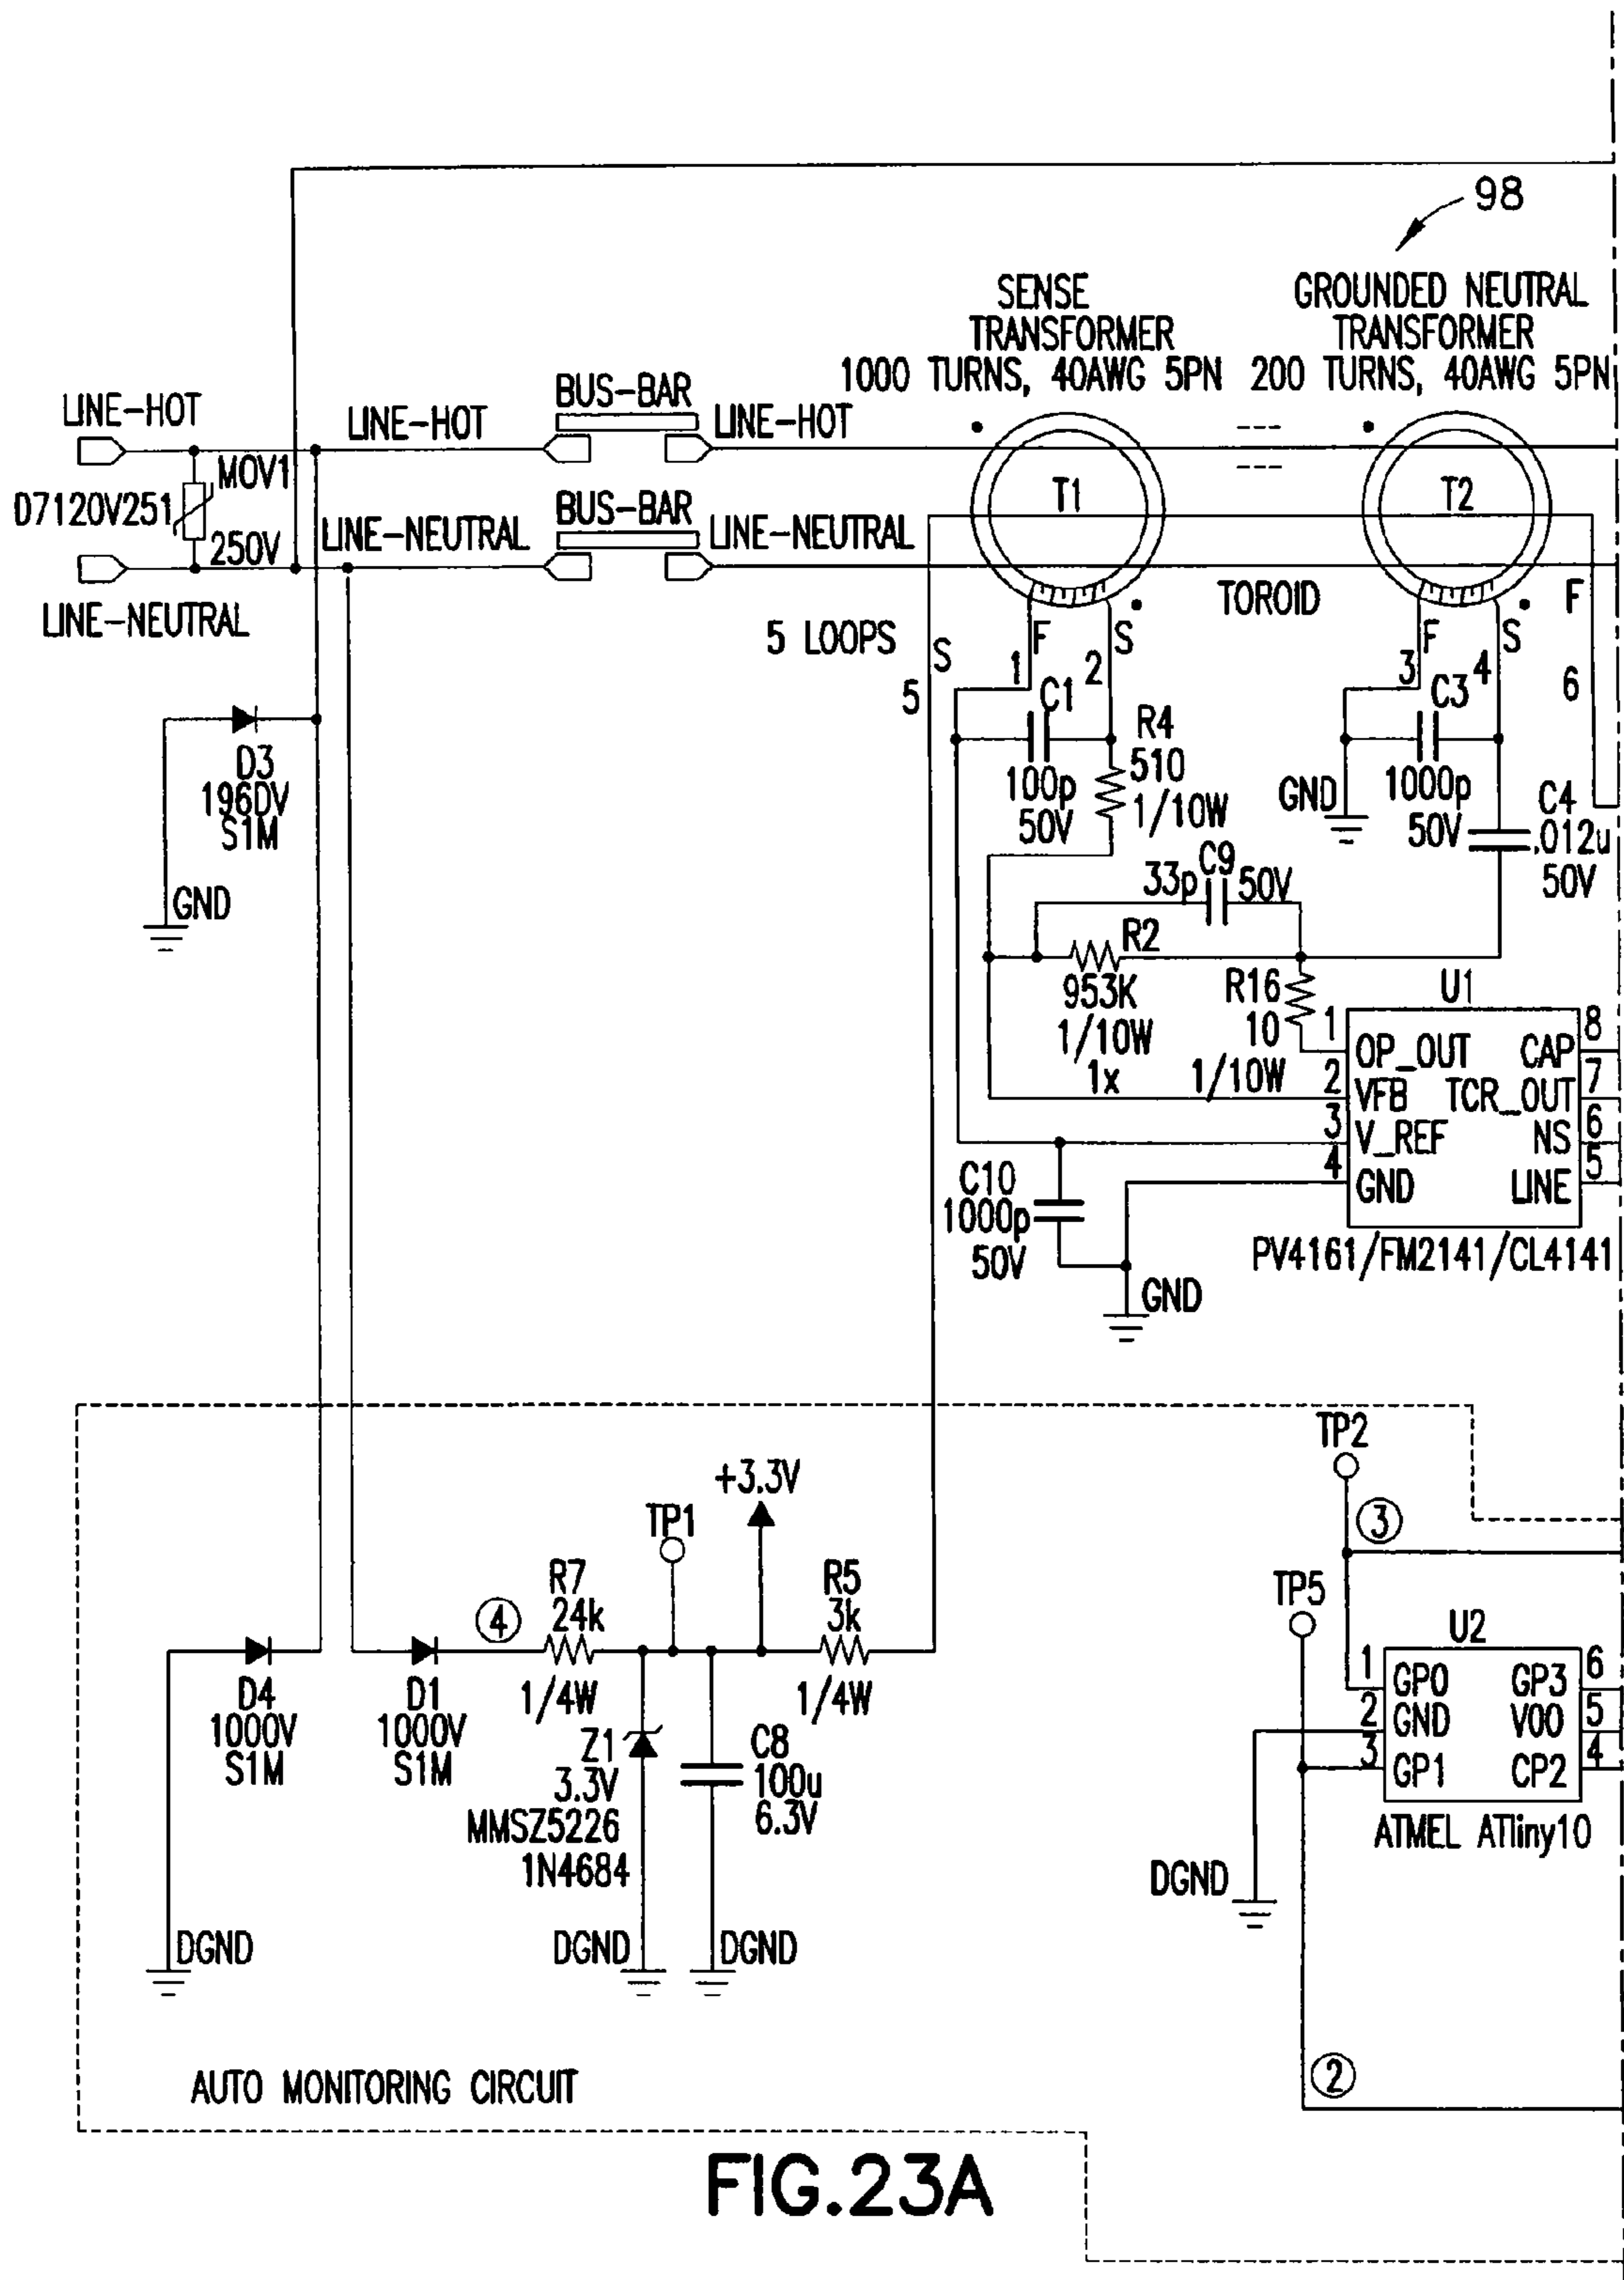 98
SENSE
TRANSFORMER
1000 TURNS, 40AWG 5PN
GROUNDED NEUTRAL
TRANSFORMER
200 TURNS, 40AWG 5PN
LINE-HOT
LINE-HOT
BUS-BAR
LINE-HOT
MOV1
D7120V251
250V
LINE-NEUTRAL
BUS-BAR
LINE-NEUTRAL
LINE-NEUTRAL
T1
T2
TOROID
5 LOOPS
S
5
F
1
S
2
F
3
S
4
F
6
C1
100p
50V
R4
510
1/10W
C3
1000p
50V
GND
C4
.012u
50V
D3
196DV
S1M
GND
33p
C9
50V
R2
953K
1/10W
1x
R16
10
1/10W
U1
1
OP_OUT
CAP
8
2
VFB
TCR_OUT
7
3
V_REF
NS
6
4
GND
LINE
5
PV4161/FM2141/CL4141
C10
1000p
50V
GND
TP2
3
TP5
+3.3V
TP1
R7
24k
1/4W
4
R5
3k
1/4W
D4
1000V
S1M
D1
1000V
S1M
Z1
3.3V
MMSZ5226
1N4684
C8
100u
6.3V
DGND
DGND
DGND
U2
1
GP0
GP3
6
2
GND
VOO
5
3
GP1
CP2
4
ATMEL ATTiny10
DGND
2
AUTO MONITORING CIRCUIT
FIG.23A